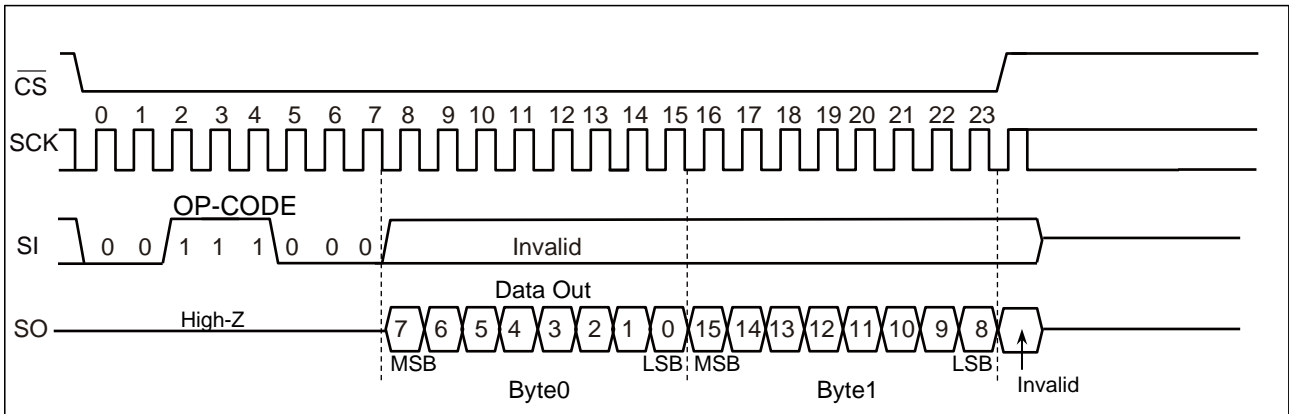 CS
0 1 2 3 4 5 6 7 8 9 10 11 12 13 14 15 16 17 18 19 20 21 22 23
SCK
OP-CODE
SI 0 0 1 1 1 0 0 0 Invalid
Data Out
SO High-Z 7 6 5 4 3 2 1 0 15 14 13 12 11 10 9 8
MSB LSB MSB LSB
Byte0 Byte1 Invalid